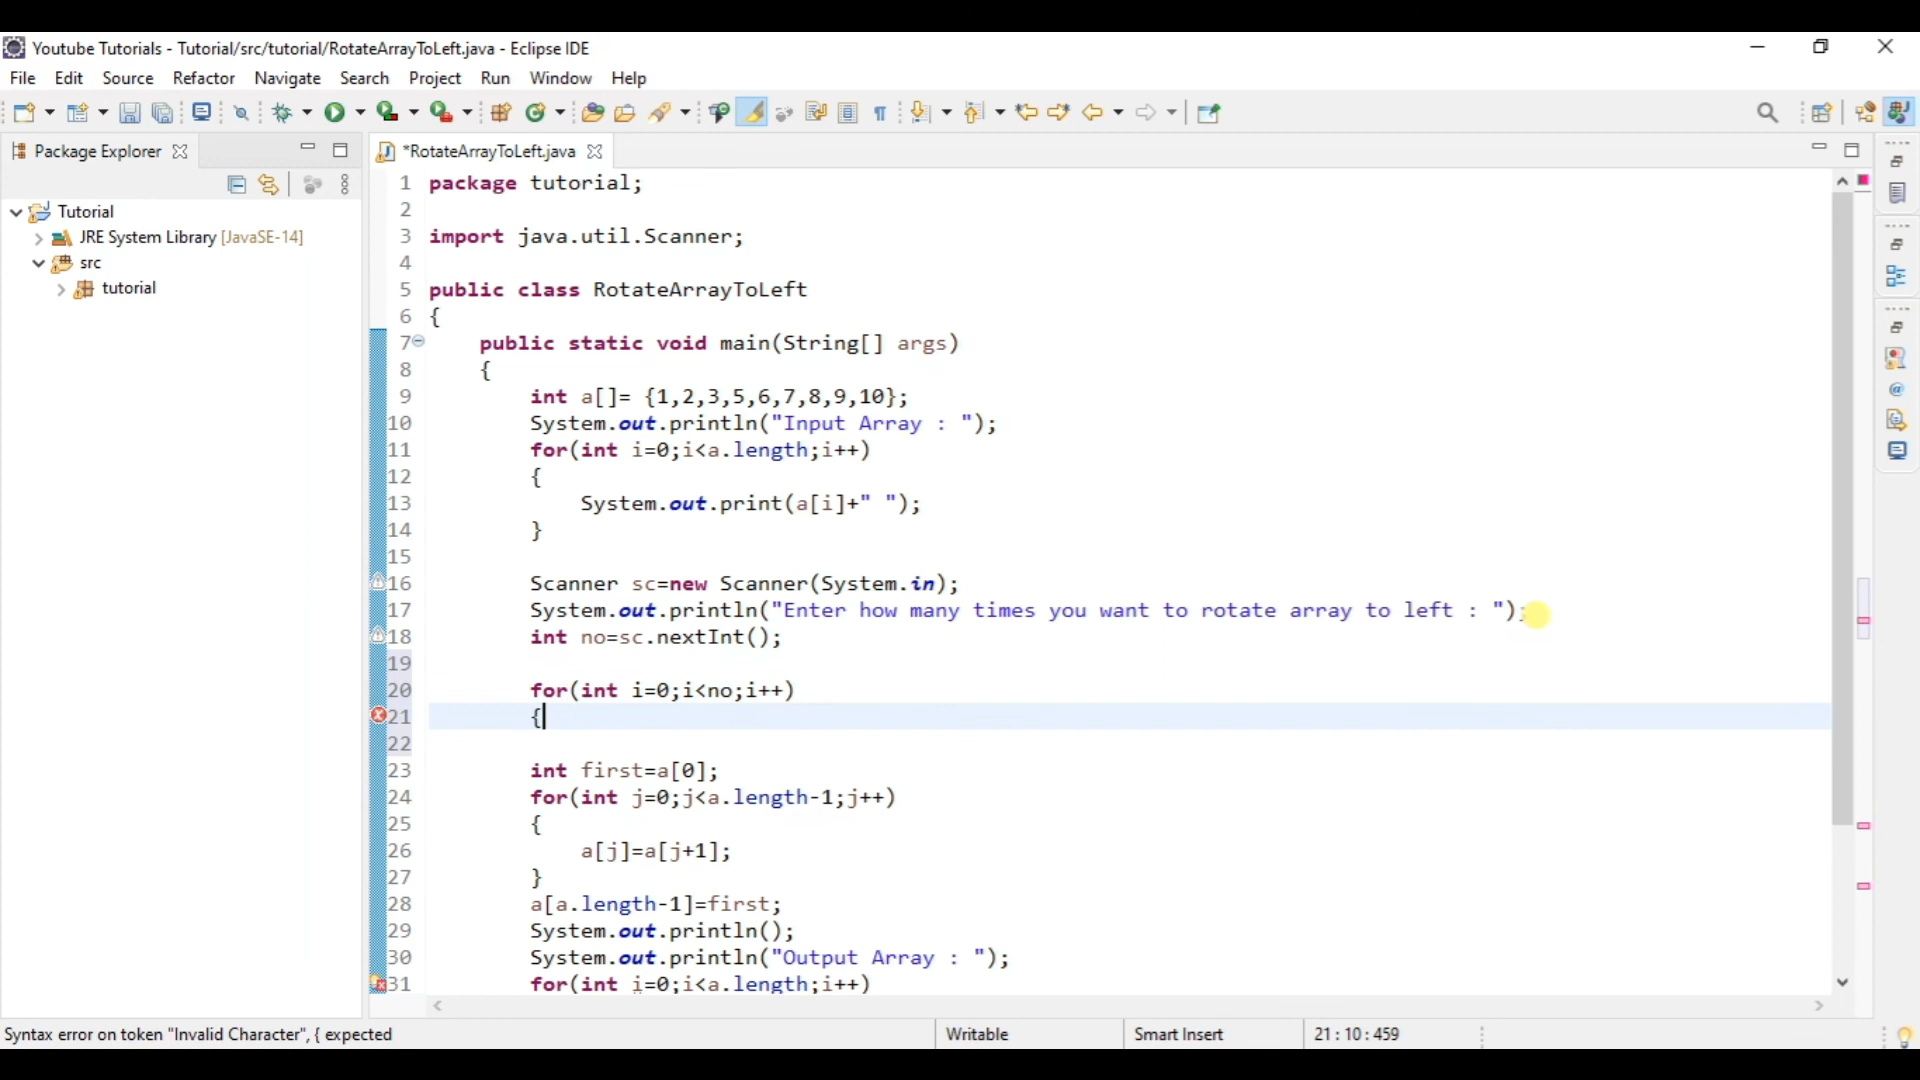 Youtube Tutorials - Tutorial/src/tutorial/RotateArrayToLeft.java - Eclipse IDE
File Edit Source Refactor Navigate Search Project Run Window Help
Package Explorer
*RotateArrayToLeft.java
Tutorial
JRE System Library [JavaSE-14]
src
tutorial
1 package tutorial;
2
3 import java.util.Scanner;
4
5 public class RotateArrayToLeft
6 {
7 public static void main(String[] args)
8 {
9 int a[]= {1,2,3,5,6,7,8,9,10};
10 System.out.println("Input Array : ");
11 for(int i=0;i<a.length;i++)
12 {
13 System.out.print(a[i]+" ");
14 }
15
16 Scanner sc=new Scanner(System.in);
17 System.out.println("Enter how many times you want to rotate array to left : ");
18 int no=sc.nextInt();
19
20 for(int i=0;i<no;i++)
21 {
22
23 int first=a[0];
24 for(int j=0;j<a.length-1;j++)
25 {
26 a[j]=a[j+1];
27 }
28 a[a.length-1]=first;
29 System.out.println();
30 System.out.println("Output Array : ");
31 for(int i=0;i<a.length;i++)
Syntax error on token "Invalid Character", { expected
Writable
Smart Insert
21 : 10 : 459